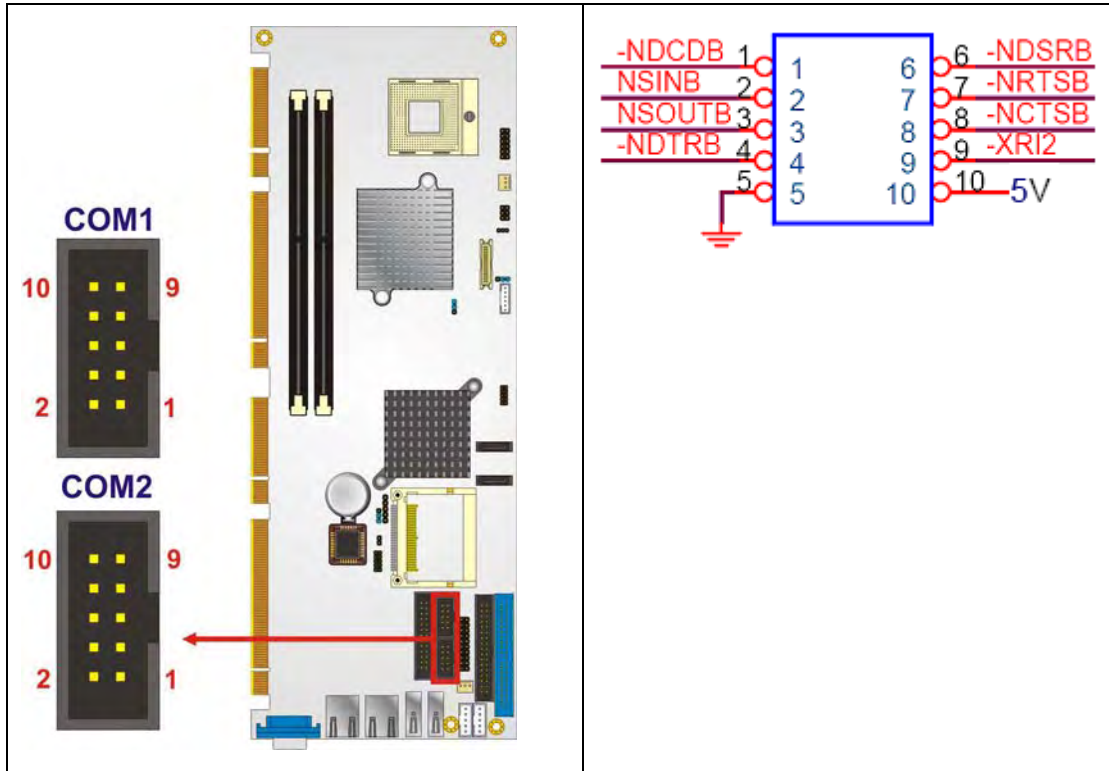 COM1
10 9
2 1
COM2
10 9
2 1
-NDCDB 1 1 6 6 -NDSRB
NSINB 2 2 7 7 -NRTSB
NSOUTB 3 3 8 8 -NCTSB
-NDTRB 4 4 9 9 -XRI2
5 5 10 10 5V